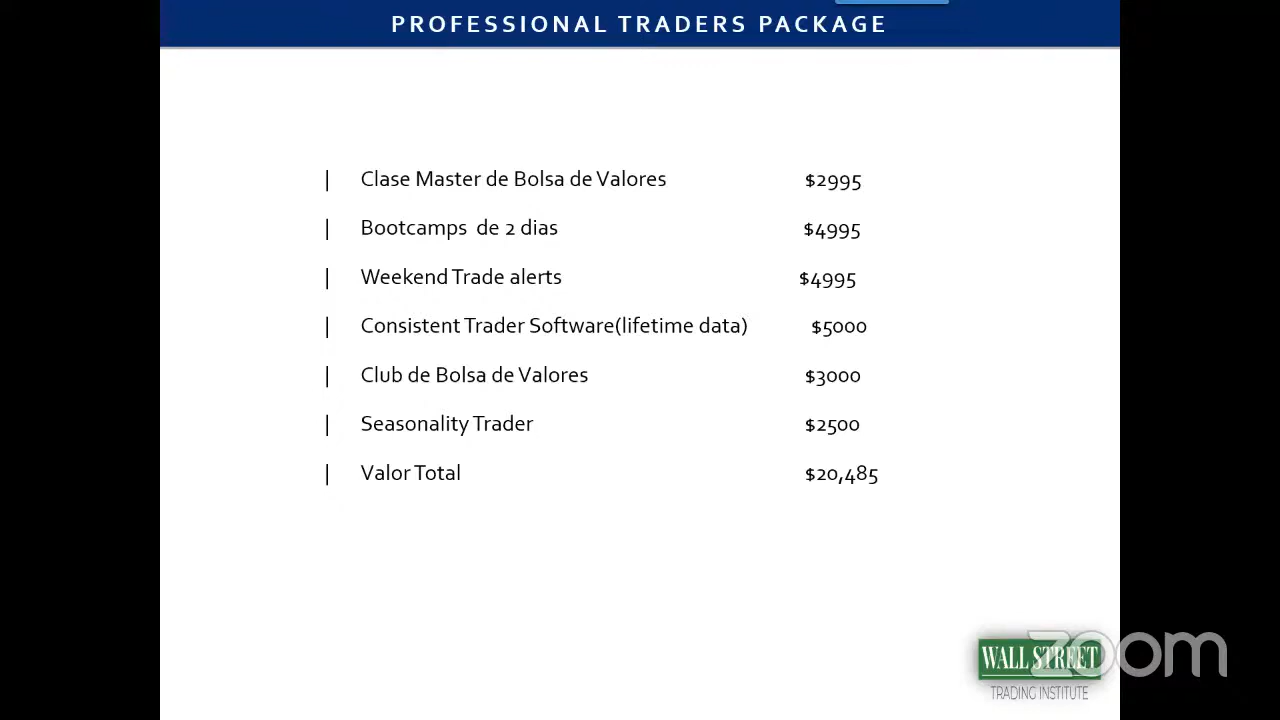 PROFESSIONAL TRADERS PACKAGE
| Clase Master de Bolsa de Valores $2995
| Bootcamps de 2 dias $4995
| Weekend Trade alerts $4995
| Consistent Trader Software(lifetime data) $5000
| Club de Bolsa de Valores $3000
| Seasonality Trader $2500
| Valor Total $20,485
WALL STREET
TRADING INSTITUTE
zoom